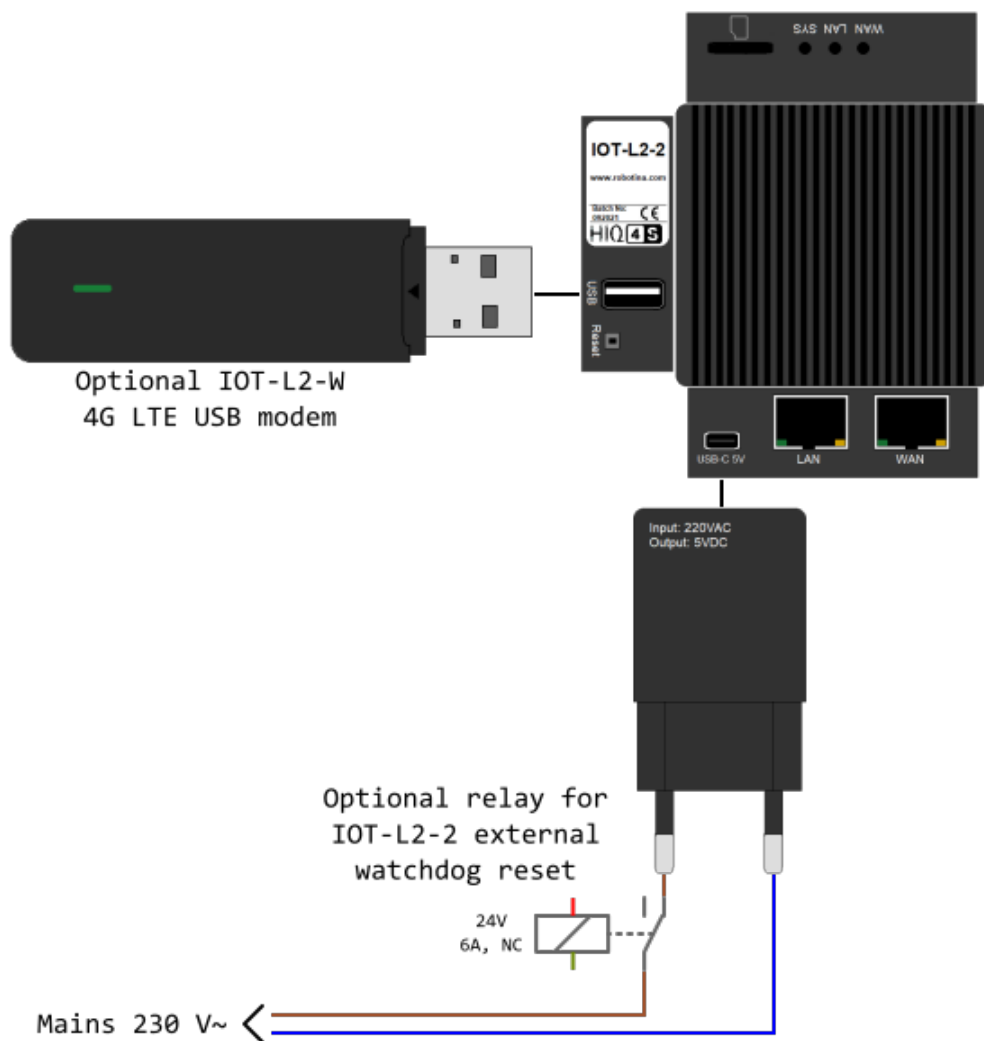 WAN LAN SYS
IOT-L2-2
www.robotina.com
Batch No:
092021 CE
HIQ 4 S
USB
Reset
Optional IOT-L2-W
4G LTE USB modem
USB-C 5V
LAN
WAN
Input: 220VAC
Output: 5VDC
Optional relay for
IOT-L2-2 external
watchdog reset
24V
6A, NC
Mains 230 V~